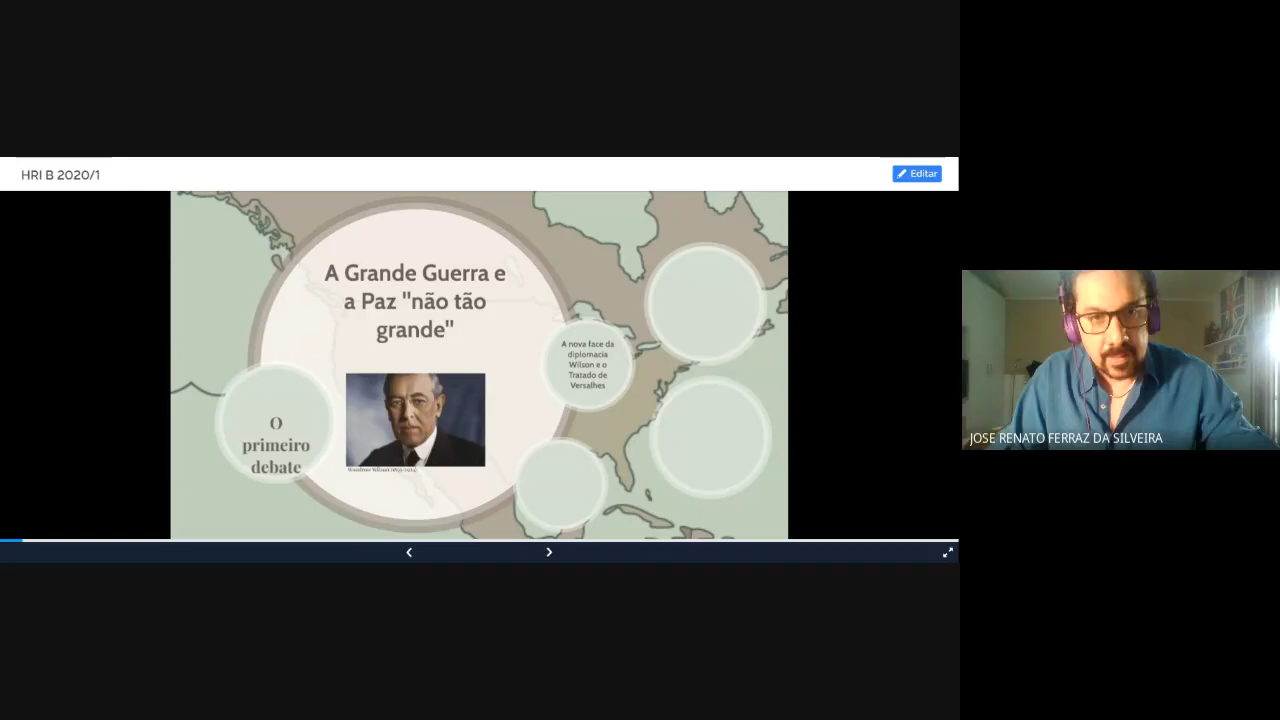 HRI B 2020/1
Editar
A Grande Guerra e
a Paz "não tão
grande"
A nova face da
diplomacia
Wilson e o
Tratado de
Versalhes
O
primeiro
debate
JOSE RENATO FERRAZ DA SILVEIRA